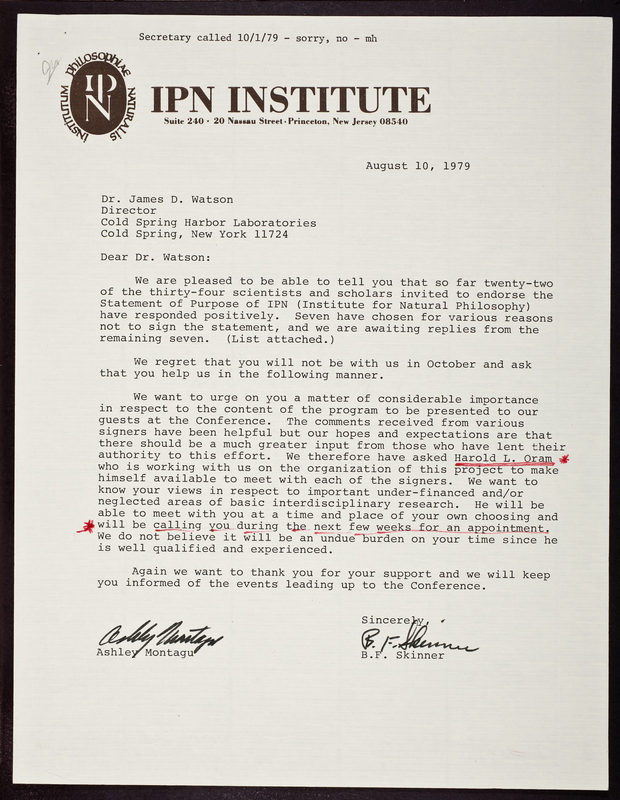 Secretary called 10/1/79 - sorry, no - mh
INSTITUTUM PHILOSOPHIAE NATURALIS
IPN
IPN INSTITUTE
Suite 240 · 20 Nassau Street · Princeton, New Jersey 08540
August 10, 1979
Dr. James D. Watson
Director
Cold Spring Harbor Laboratories
Cold Spring, New York 11724
Dear Dr. Watson:
We are pleased to be able to tell you that so far twenty-two
of the thirty-four scientists and scholars invited to endorse the
Statement of Purpose of IPN (Institute for Natural Philosophy)
have responded positively. Seven have chosen for various reasons
not to sign the statement, and we are awaiting replies from the
remaining seven. (List attached.)
We regret that you will not be with us in October and ask
that you help us in the following manner.
We want to urge on you a matter of considerable importance
in respect to the content of the program to be presented to our
guests at the Conference. The comments received from various
signers have been helpful but our hopes and expectations are that
there should be a much greater input from those who have lent their
authority to this effort. We therefore have asked Harold L. Oram
who is working with us on the organization of this project to make
himself available to meet with each of the signers. We want to
know your views in respect to important under-financed and/or
neglected areas of basic interdisciplinary research. He will be
able to meet with you at a time and place of your own choosing and
will be calling you during the next few weeks for an appointment.
We do not believe it will be an undue burden on your time since he
is well qualified and experienced.
Again we want to thank you for your support and we will keep
you informed of the events leading up to the Conference.
Sincerely,
Ashley Montagu
B. F. Skinner
Ashley Montagu
B.F. Skinner